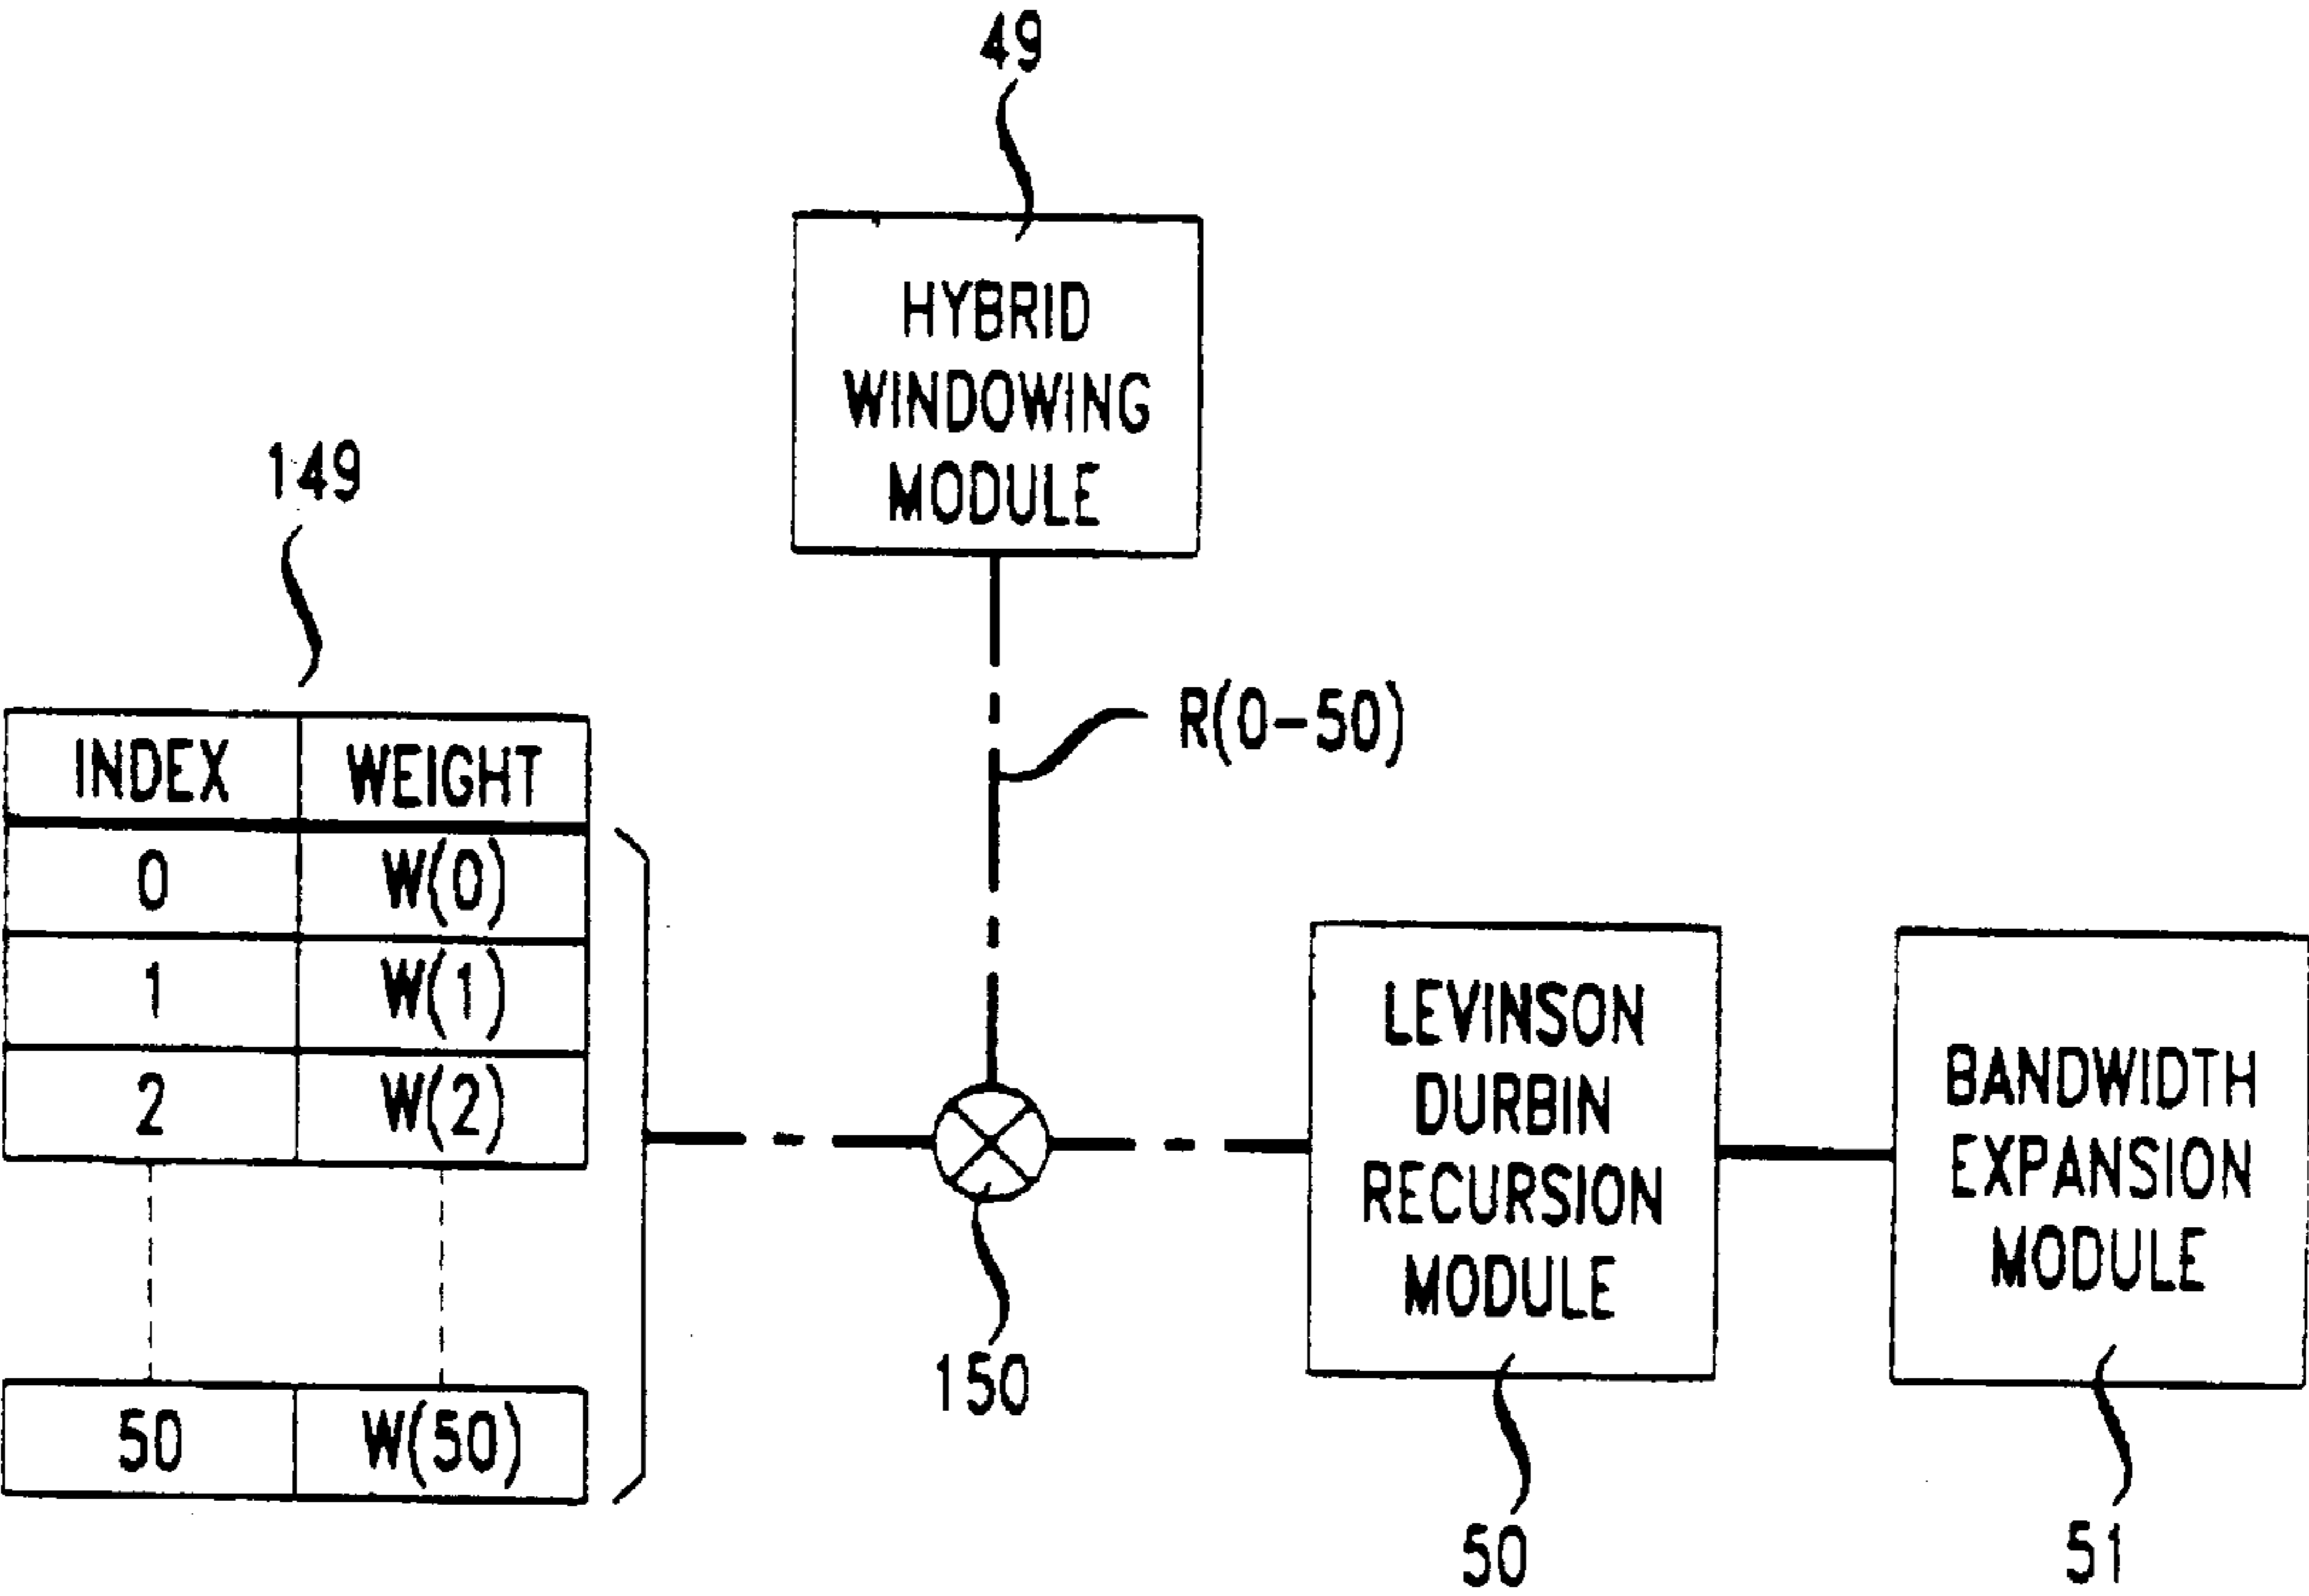 49
HYBRID
WINDOWING
MODULE
149
R(0-50)
INDEX WEIGHT
0 W(0)
1 W(1)
2 W(2)
50 W(50)
150
LEVINSON
DURBIN
RECURSION
MODULE
50
BANDWIDTH
EXPANSION
MODULE
51